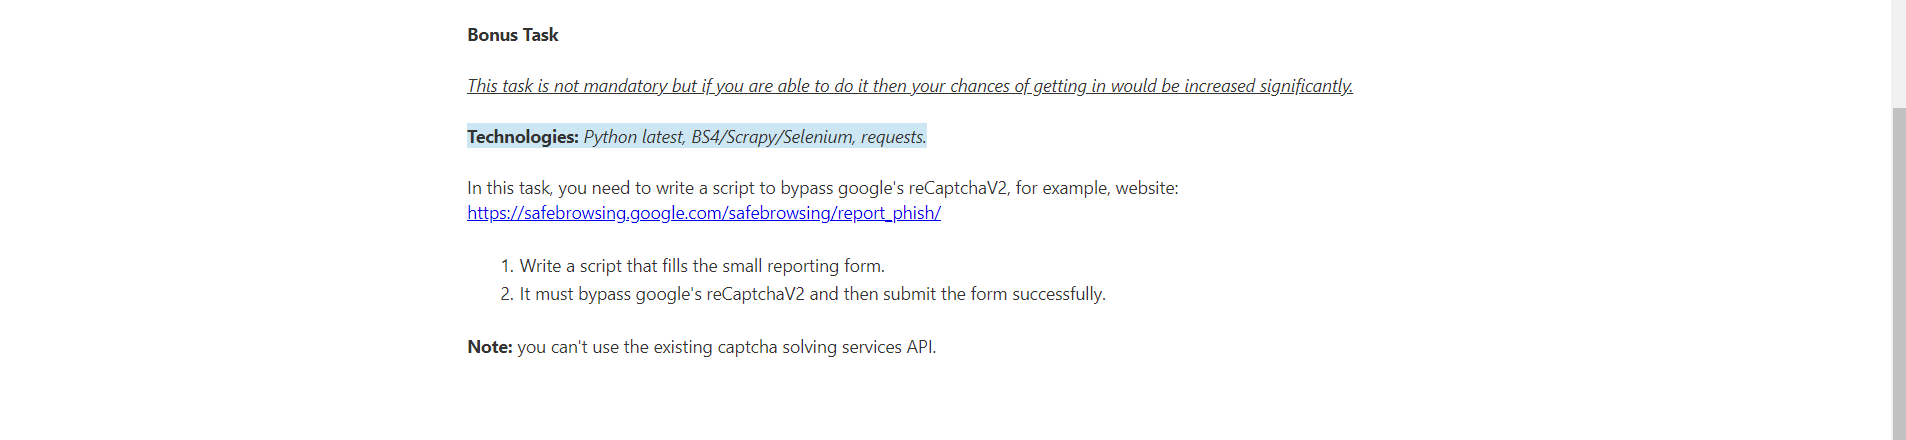 Bonus Task
This task is not mandatory but if you are able to do it then your chances of getting in would be increased significantly.
Technologies: Python latest, BS4/Scrapy/Selenium, requests.
In this task, you need to write a script to bypass google's reCaptchaV2, for example, website:
https://safebrowsing.google.com/safebrowsing/report_phish/
1. Write a script that fills the small reporting form.
2. It must bypass google's reCaptchaV2 and then submit the form successfully.
Note: you can't use the existing captcha solving services API.